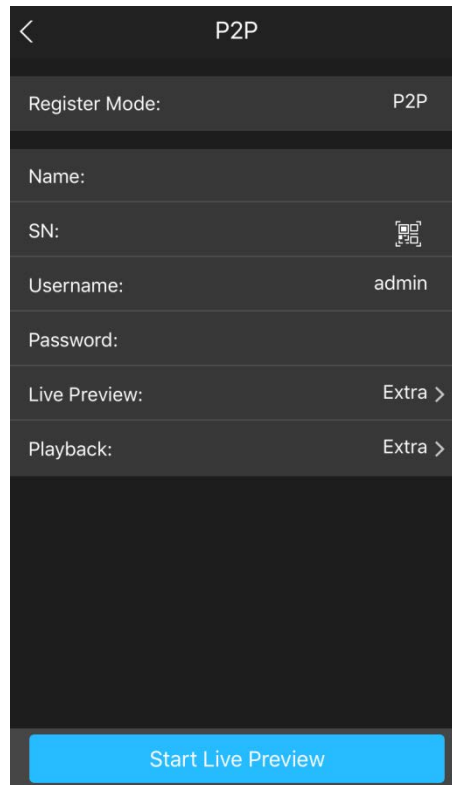 P2P
Register Mode: P2P
Name:
SN:
Username: admin
Password:
Live Preview: Extra
Playback: Extra
Start Live Preview